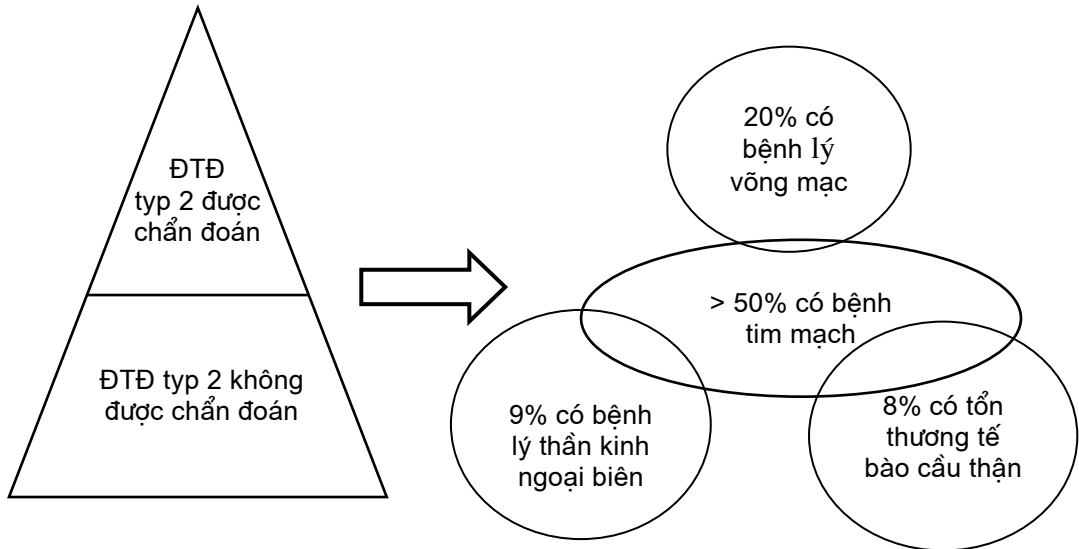 ĐTĐ
typ 2 được
chẩn đoán
ĐTĐ typ 2 không
được chẩn đoán
20% có
bệnh lý
võng mạc
> 50% có bệnh
tim mạch
9% có bệnh
lý thần kinh
ngoại biên
8% có tổn
thương tế
bào cầu thận